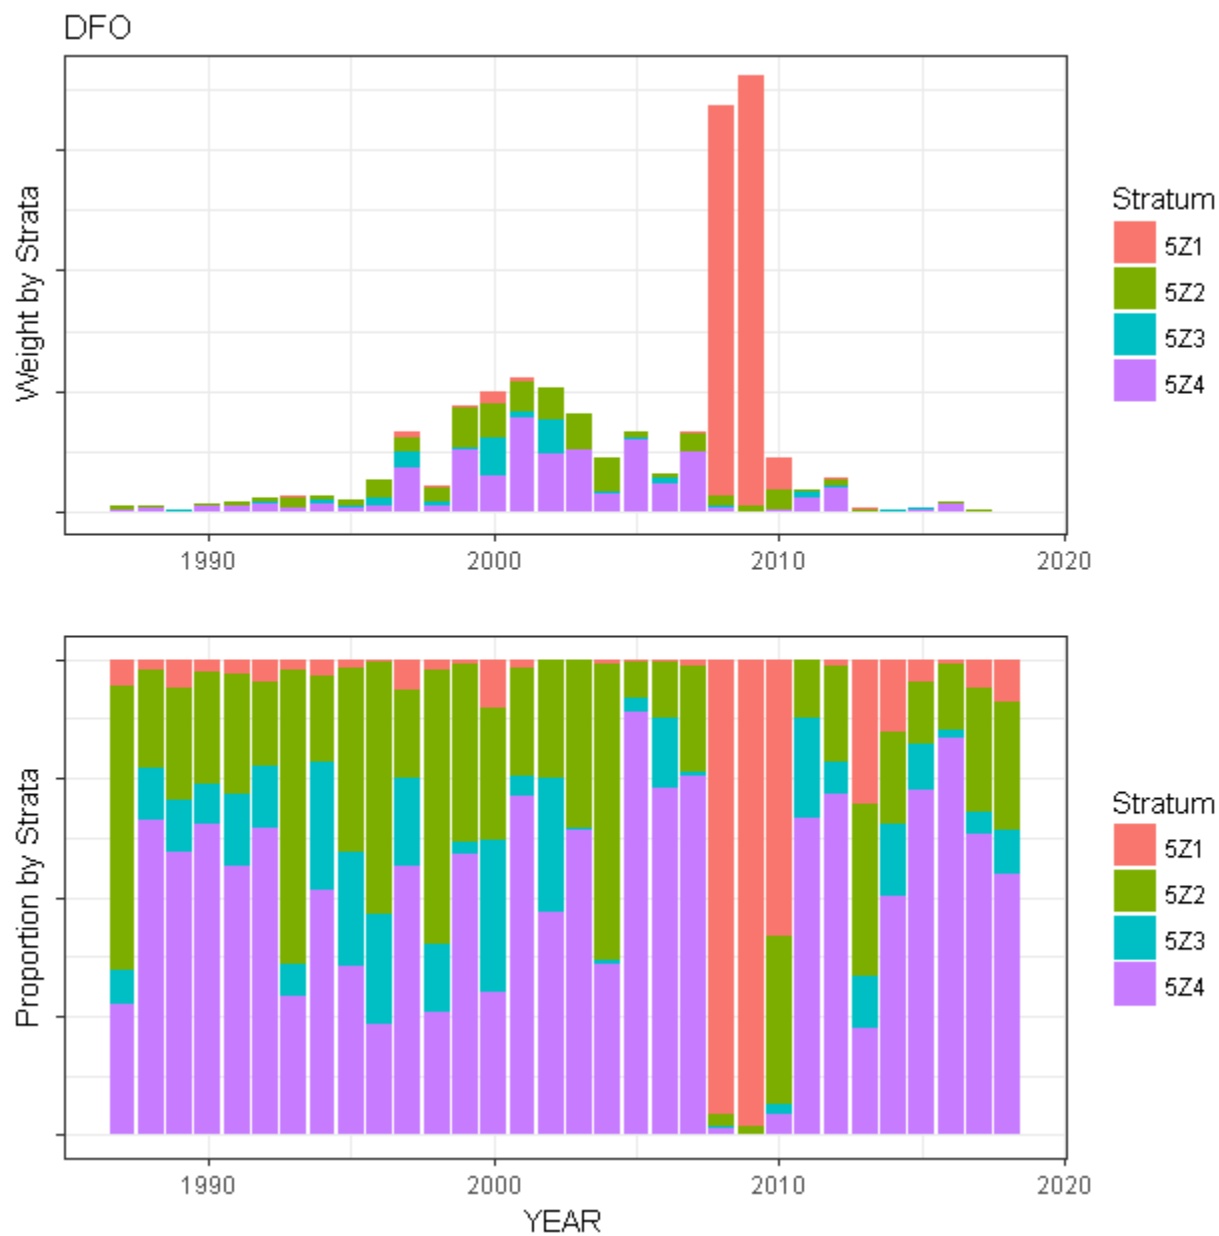 DFO
Weight by Strata
1990 2000 2010 2020
Stratum
5Z1
5Z2
5Z3
5Z4
Proportion by Strata
1990 2000 2010 2020
YEAR
Stratum
5Z1
5Z2
5Z3
5Z4